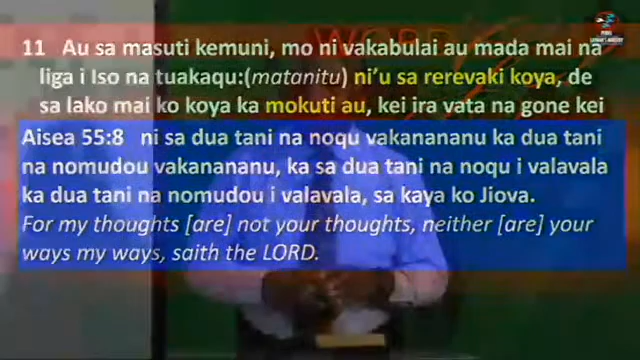 11 Au sa masuti kemuni, mo ni vakabulai au mada mai na
liga i Iso na tuakaqu:(matanitu) ni'u sa rerevaki koya, de
sa lako mai ko koya ka mokuti au, kei ira vata na gone kei
Aisea 55:8 ni sa dua tani na noqu vakanananu ka dua tani
na nomudou vakanananu, ka sa dua tani na noqu i valavala
ka dua tani na nomudou i valavala, sa kaya ko Jiova.
For my thoughts [are] not your thoughts, neither [are] your
ways my ways, saith the LORD.